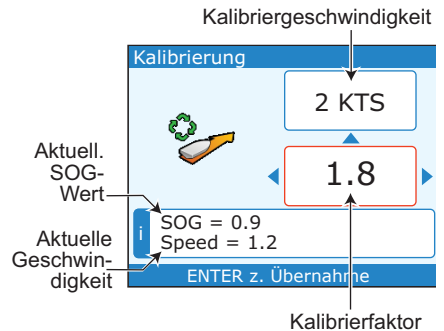 Kalibriergeschwindigkeit
Kalibrierung
2 KTS
1.8
Aktuell.
SOG-
Wert
i
SOG = 0.9
Speed = 1.2
Aktuelle
Geschwin-
digkeit
ENTER z. Übernahme
Kalibrierfaktor